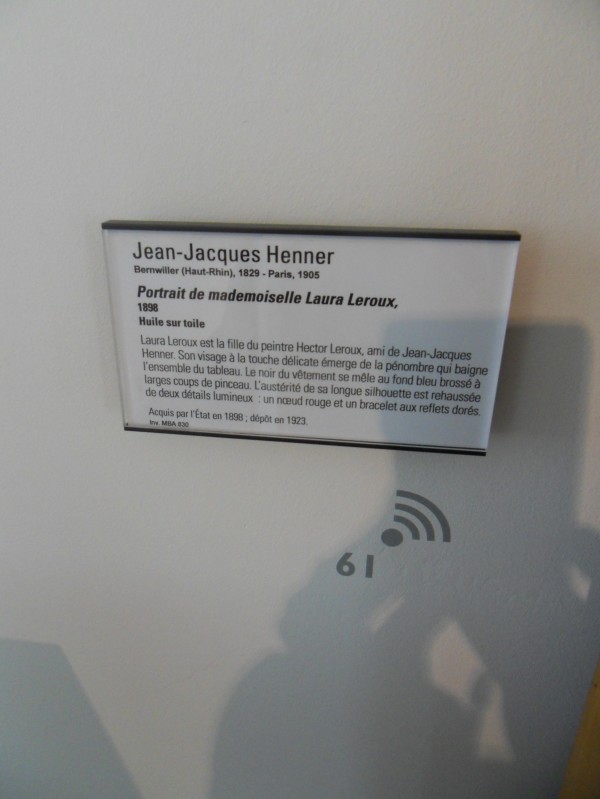 Jean-Jacques Henner
Bernwiller (Haut-Rhin), 1829 - Paris, 1905
Portrait de mademoiselle Laura Leroux,
1898
Huile sur toile
Laura Leroux est la fille du peintre Hector Leroux, ami de Jean-Jacques
Henner. Son visage à la touche délicate émerge de la pénombre qui baigne
l'ensemble du tableau. Le noir du vêtement se mêle au fond bleu brossé à
larges coups de pinceau. L'austérité de sa longue silhouette est rehaussée
de deux détails lumineux : un nœud rouge et un bracelet aux reflets dorés.
Acquis par l'État en 1898 ; dépôt en 1923.
Inv. MBA 830
61